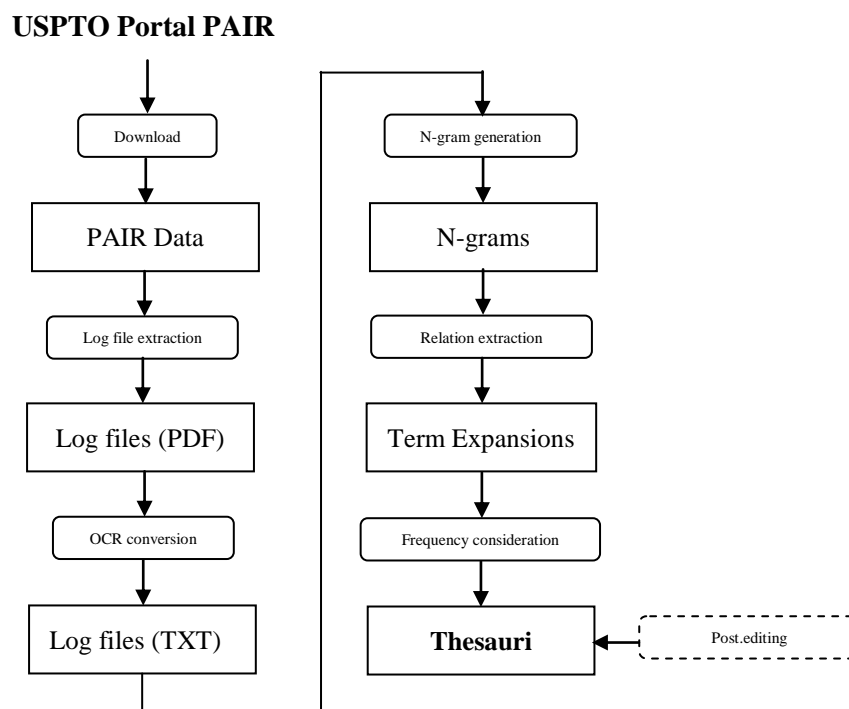 USPTO Portal PAIR
Download
PAIR Data
Log file extraction
Log files (PDF)
OCR conversion
Log files (TXT)
N-gram generation
N-grams
Relation extraction
Term Expansions
Frequency consideration
Thesauri
Post.editing